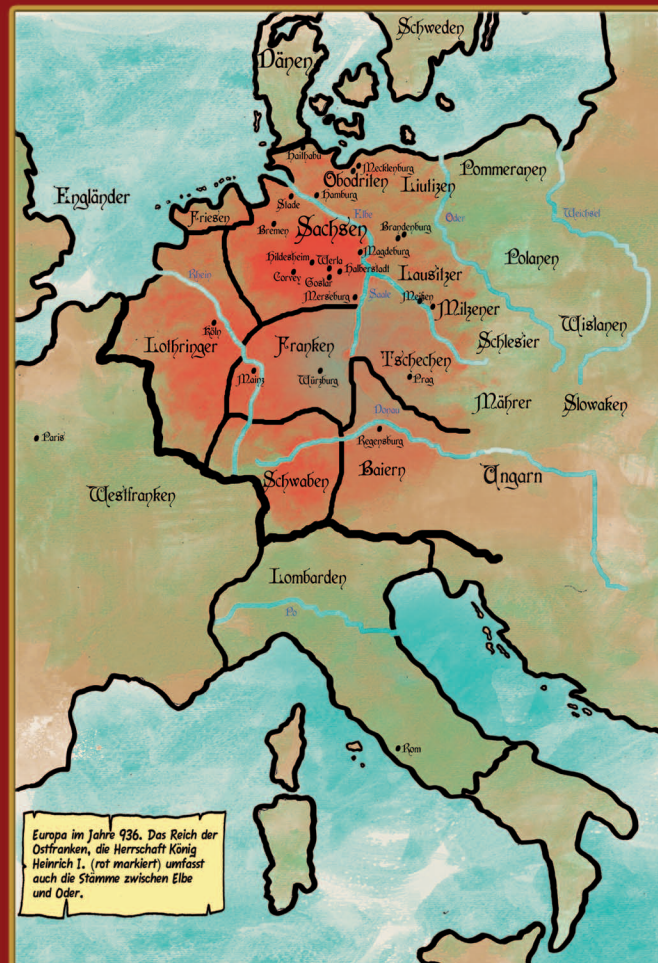 Schweden
Dänen
Haithabu
Mecklenburg
Obodriten
Liutizen
Pommeranen
Engländer
Stade
Hamburg
Friesen
Elbe
Oder
Weichsel
Bremen
Sachsen
Brandenburg
Magdeburg
Polanen
Hildesheim
Werla
Halberstadt
Lausitzer
Rhein
Corvey
Goslar
Merseburg
Saale
Meißen
Milzener
Wislanen
Köln
Lothringer
Franken
Schlesier
Tschechen
Mainz
Würzburg
Prag
Mährer
Slowaken
Donau
Paris
Regensburg
Westfranken
Schwaben
Baiern
Ungarn
Lombarden
Po
Rom
Europa im Jahre 936. Das Reich der
Ostfranken, die Herrschaft König
Heinrich I. (rot markiert) umfasst
auch die Stämme zwischen Elbe
und Oder.